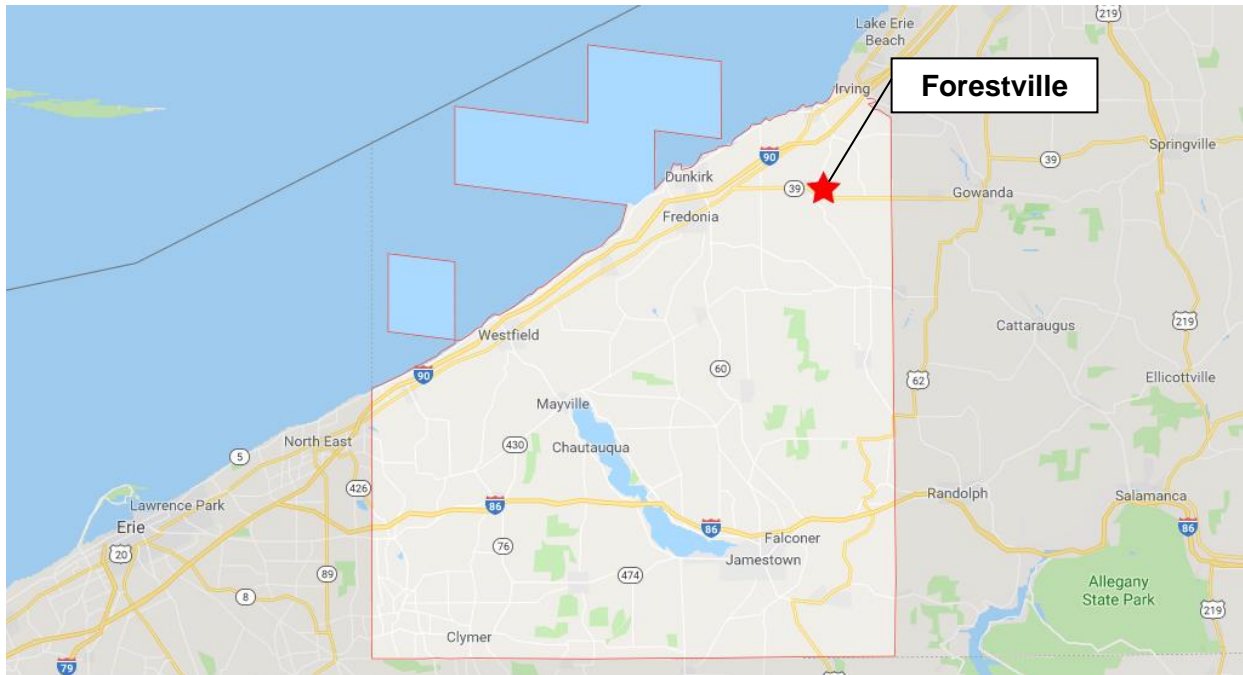 219
Lake Erie
Beach
Irving
Forestville
90
39
Springville
39
Dunkirk
Gowanda
Fredonia
Westfield
Cattaraugus
219
90
60
62
Ellicottville
Mayville
North East
430
Chautauqua
5
426
Lawrence Park
86
Randolph
Salamanca
Erie
86
86
20
Falconer
76
Jamestown
89
474
Allegany
State Park
8
219
Clymer
79